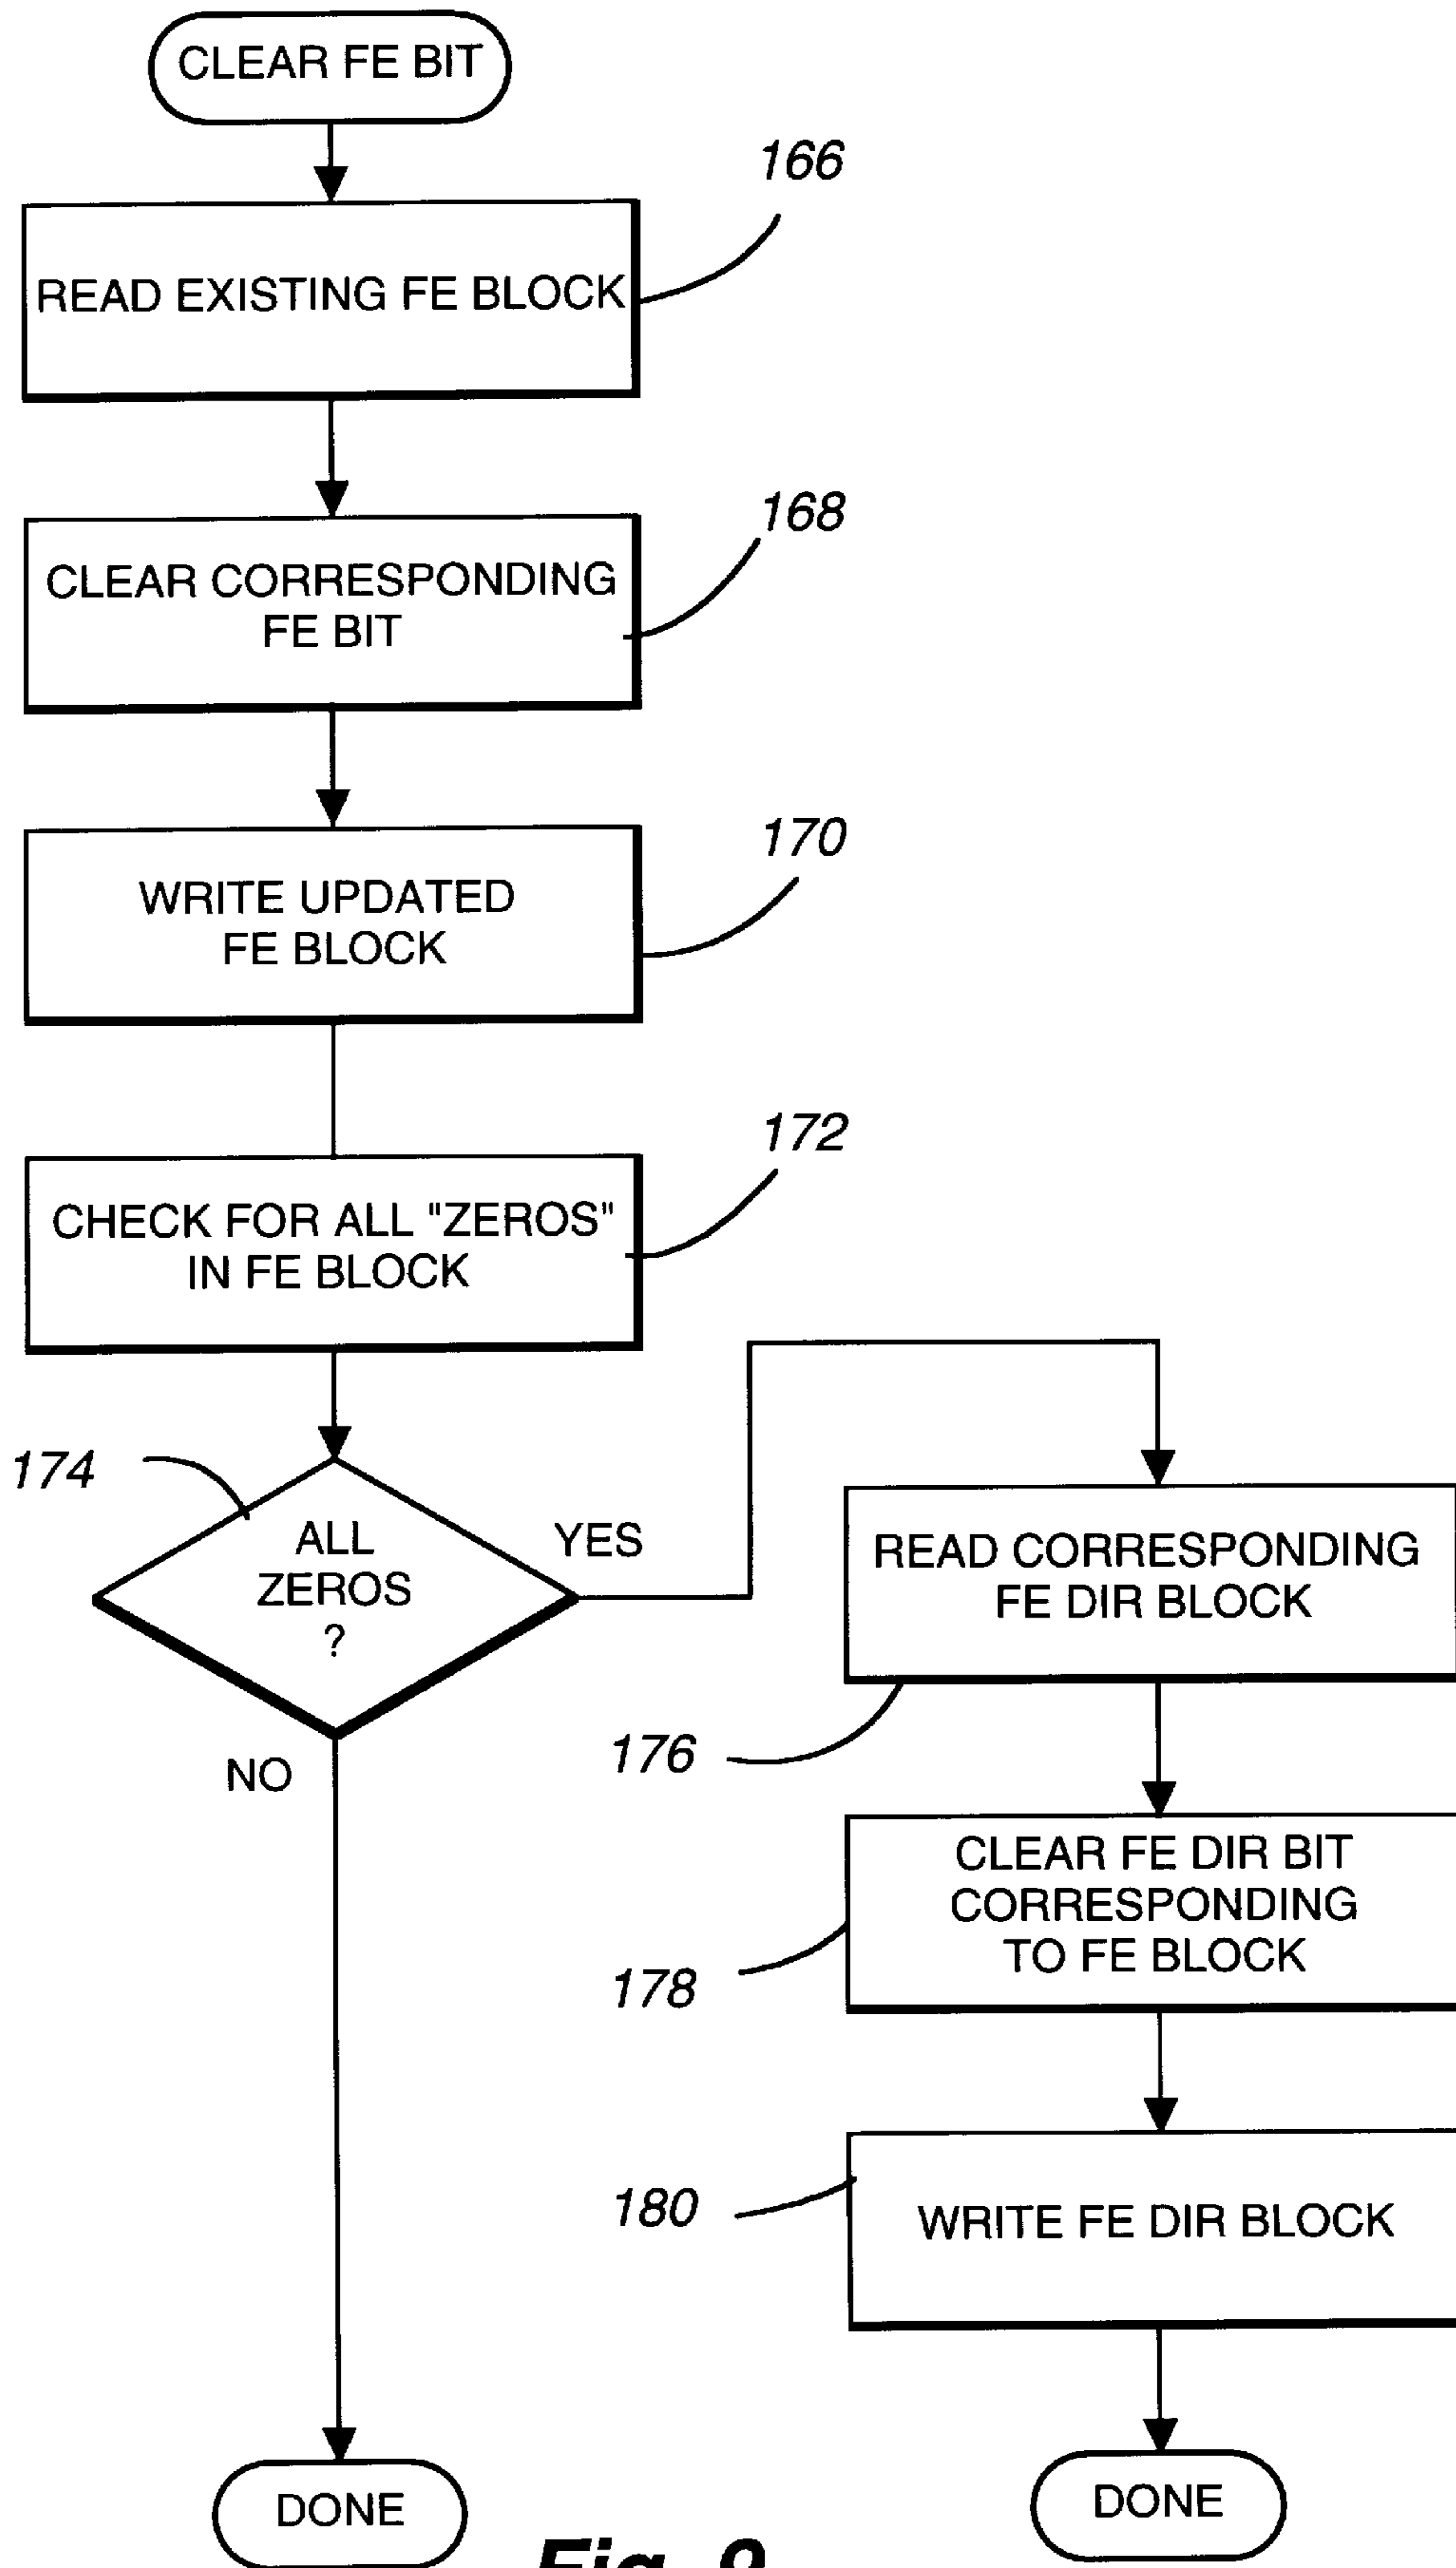 CLEAR FE BIT
166
READ EXISTING FE BLOCK
168
CLEAR CORRESPONDING
FE BIT
170
WRITE UPDATED
FE BLOCK
172
CHECK FOR ALL "ZEROS"
IN FE BLOCK
174
ALL
ZEROS
?
YES
NO
READ CORRESPONDING
FE DIR BLOCK
176
CLEAR FE DIR BIT
CORRESPONDING
TO FE BLOCK
178
180
WRITE FE DIR BLOCK
DONE
DONE
Fig. 9